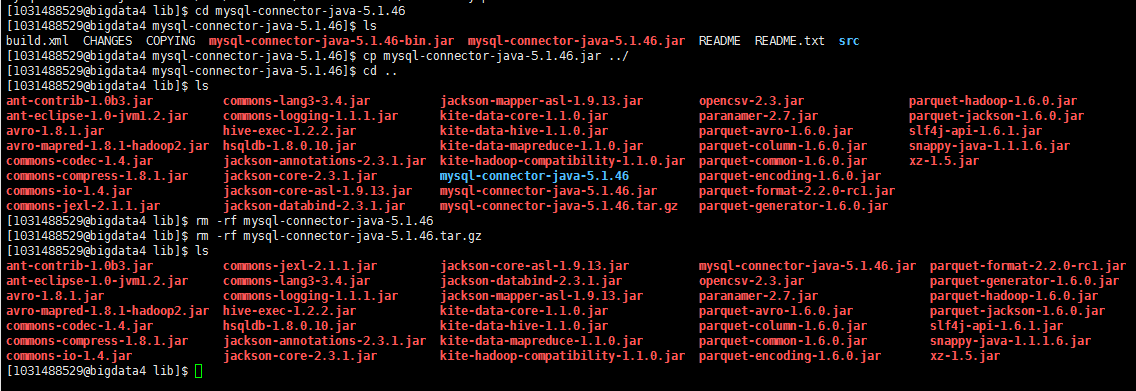 [1031488529@bigdata4 lib]$ cd mysql-connector-java-5.1.46
[1031488529@bigdata4 mysql-connector-java-5.1.46]$ ls
build.xml CHANGES COPYING mysql-connector-java-5.1.46-bin.jar mysql-connector-java-5.1.46.jar README README.txt src
[1031488529@bigdata4 mysql-connector-java-5.1.46]$ cp mysql-connector-java-5.1.46.jar ../
[1031488529@bigdata4 mysql-connector-java-5.1.46]$ cd ..
[1031488529@bigdata4 lib]$ ls
ant-contrib-1.0b3.jar commons-lang3-3.4.jar jackson-mapper-asl-1.9.13.jar opencsv-2.3.jar parquet-hadoop-1.6.0.jar
ant-eclipse-1.0-jvm1.2.jar commons-logging-1.1.1.jar kite-data-core-1.1.0.jar paranamer-2.7.jar parquet-jackson-1.6.0.jar
avro-1.8.1.jar hive-exec-1.2.2.jar kite-data-hive-1.1.0.jar parquet-avro-1.6.0.jar slf4j-api-1.6.1.jar
avro-mapred-1.8.1-hadoop2.jar hsqldb-1.8.0.10.jar kite-data-mapreduce-1.1.0.jar parquet-column-1.6.0.jar snappy-java-1.1.1.6.jar
commons-codec-1.4.jar jackson-annotations-2.3.1.jar kite-hadoop-compatibility-1.1.0.jar parquet-common-1.6.0.jar xz-1.5.jar
commons-compress-1.8.1.jar jackson-core-2.3.1.jar mysql-connector-java-5.1.46 parquet-encoding-1.6.0.jar
commons-io-1.4.jar jackson-core-asl-1.9.13.jar mysql-connector-java-5.1.46.jar parquet-format-2.2.0-rc1.jar
commons-jexl-2.1.1.jar jackson-databind-2.3.1.jar mysql-connector-java-5.1.46.tar.gz parquet-generator-1.6.0.jar
[1031488529@bigdata4 lib]$ rm -rf mysql-connector-java-5.1.46
[1031488529@bigdata4 lib]$ rm -rf mysql-connector-java-5.1.46.tar.gz
[1031488529@bigdata4 lib]$ ls
ant-contrib-1.0b3.jar commons-jexl-2.1.1.jar jackson-core-asl-1.9.13.jar mysql-connector-java-5.1.46.jar parquet-format-2.2.0-rc1.jar
ant-eclipse-1.0-jvm1.2.jar commons-lang3-3.4.jar jackson-databind-2.3.1.jar opencsv-2.3.jar parquet-generator-1.6.0.jar
avro-1.8.1.jar commons-logging-1.1.1.jar jackson-mapper-asl-1.9.13.jar paranamer-2.7.jar parquet-hadoop-1.6.0.jar
avro-mapred-1.8.1-hadoop2.jar hive-exec-1.2.2.jar kite-data-core-1.1.0.jar parquet-avro-1.6.0.jar parquet-jackson-1.6.0.jar
commons-codec-1.4.jar hsqldb-1.8.0.10.jar kite-data-hive-1.1.0.jar parquet-column-1.6.0.jar slf4j-api-1.6.1.jar
commons-compress-1.8.1.jar jackson-annotations-2.3.1.jar kite-data-mapreduce-1.1.0.jar parquet-common-1.6.0.jar snappy-java-1.1.1.6.jar
commons-io-1.4.jar jackson-core-2.3.1.jar kite-hadoop-compatibility-1.1.0.jar parquet-encoding-1.6.0.jar xz-1.5.jar
[1031488529@bigdata4 lib]$